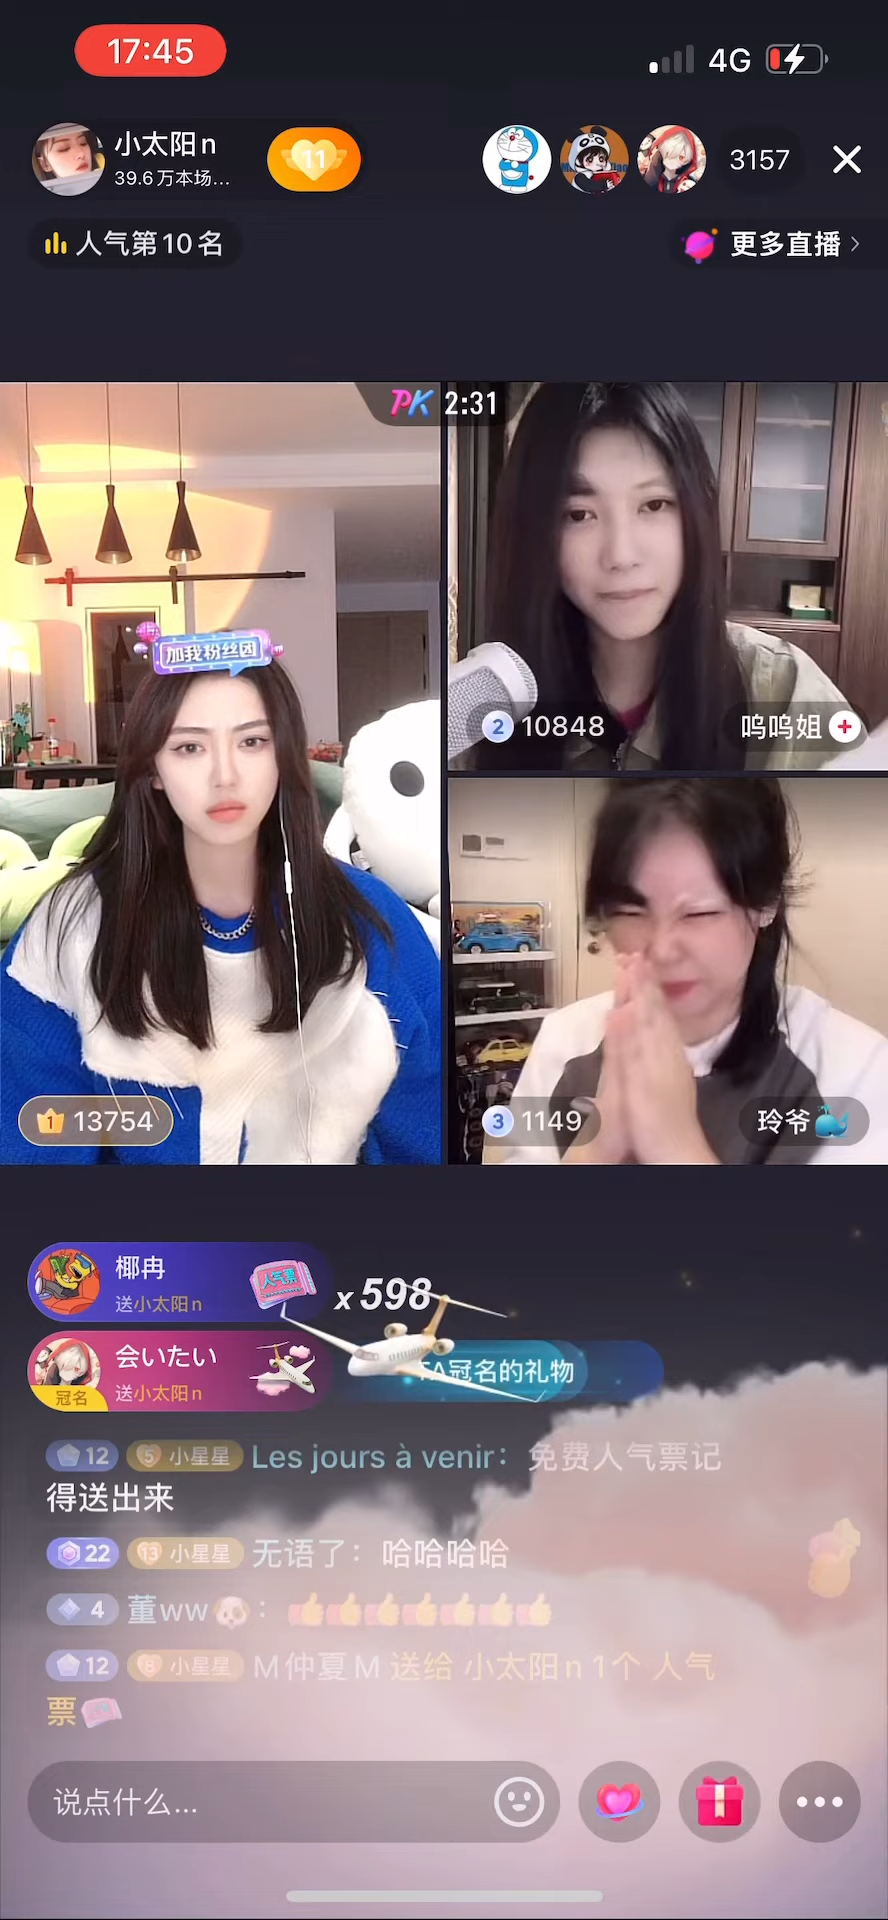 17:45
4G
小太阳n
39.6万本场...
11
3157
人气第10名
更多直播
PK 2:31
加我粉丝团
2 10848
呜呜姐
1 13754
3 1149
玲爷
椰冉
送小太阳n
人气票
x 598
会いたい
冠名
送小太阳n
TA冠名的礼物
12 5 小星星 Les jours à venir：免费人气票记
得送出来
22 13 小星星 无语了：哈哈哈哈
4 董ww：
12 8 小星星 M仲夏M 送给 小太阳n 1个 人气
票
说点什么...